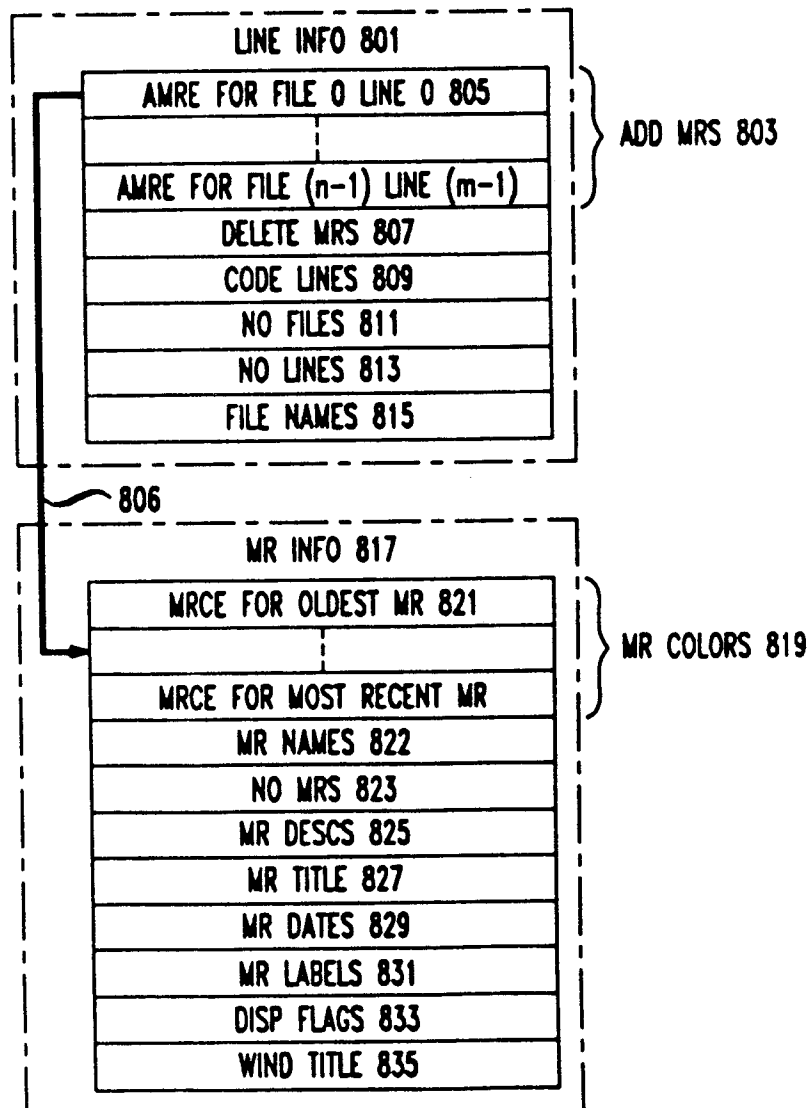 LINE INFO 801
AMRE FOR FILE 0 LINE 0 805
ADD MRS 803
AMRE FOR FILE (n-1) LINE (m-1)
DELETE MRS 807
CODE LINES 809
NO FILES 811
NO LINES 813
FILE NAMES 815
806
MR INFO 817
MRCE FOR OLDEST MR 821
MR COLORS 819
MRCE FOR MOST RECENT MR
MR NAMES 822
NO MRS 823
MR DESCS 825
MR TITLE 827
MR DATES 829
MR LABELS 831
DISP FLAGS 833
WIND TITLE 835